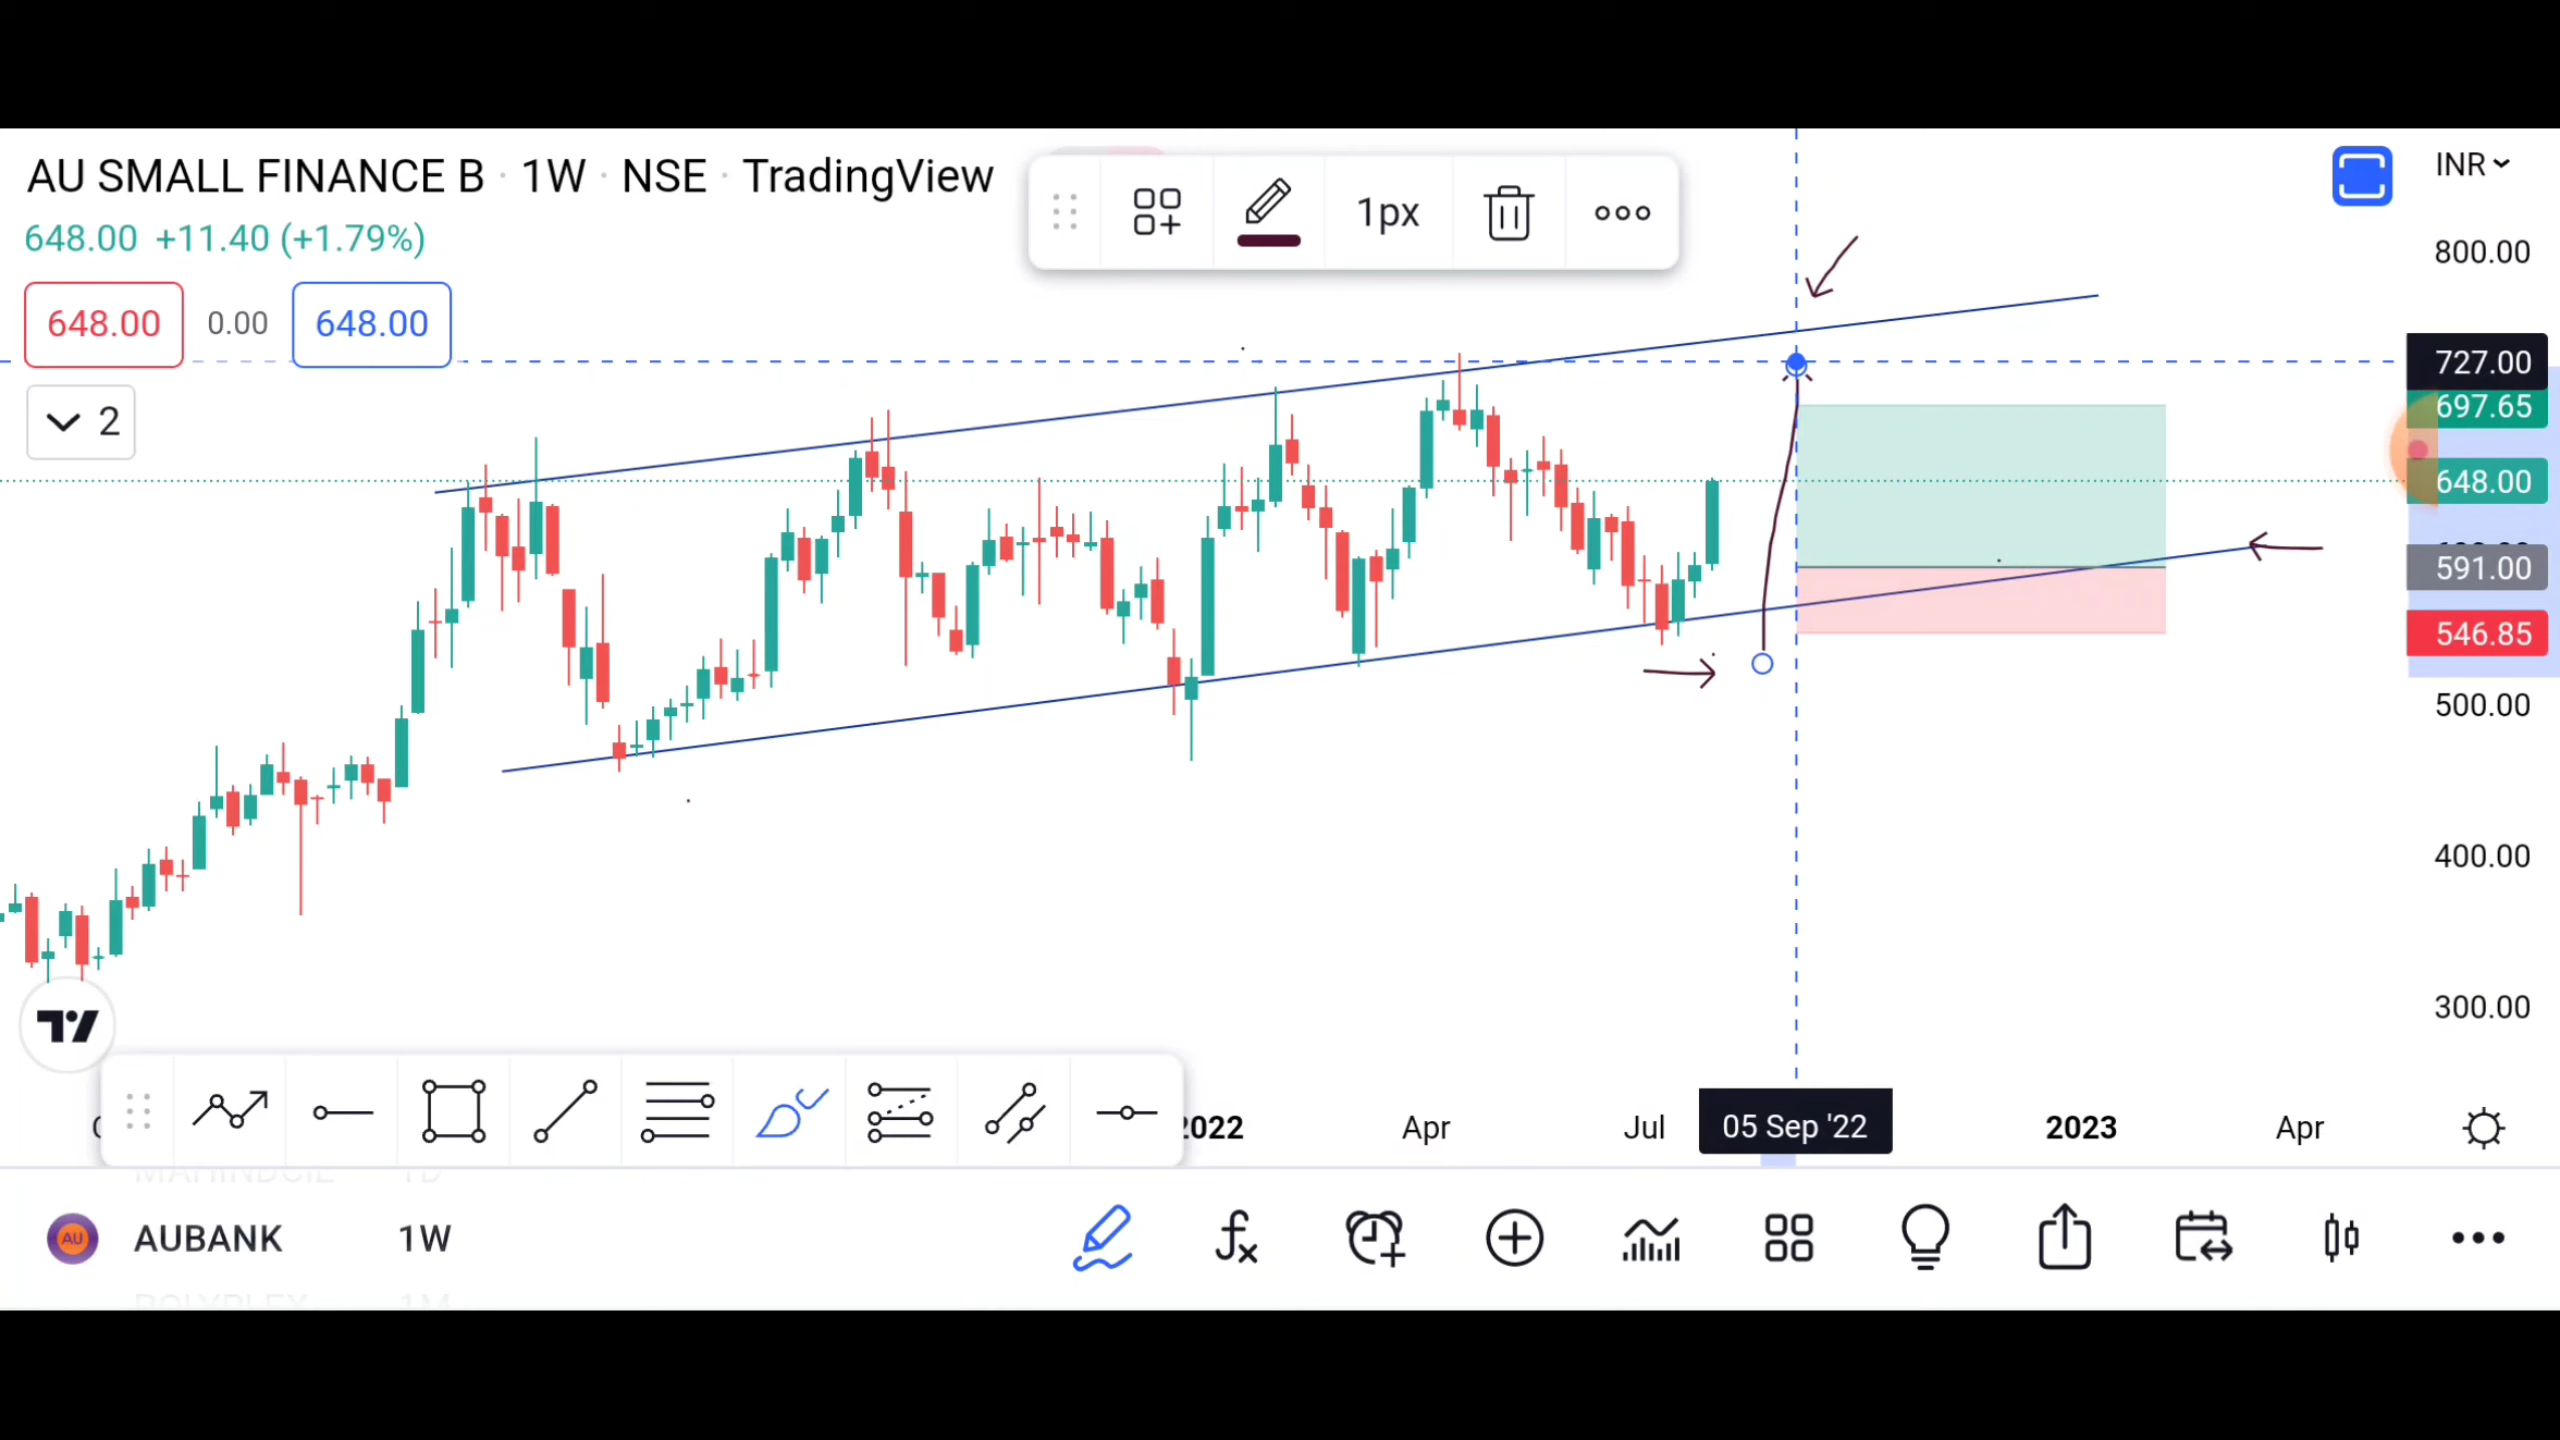 AU SMALL FINANCE B · 1W · NSE · TradingView
INR
648.00 +11.40 (+1.79%)
648.00 0.00 648.00
2
1px
800.00
727.00
697.65
648.00
591.00
546.85
500.00
400.00
300.00
2022 Apr Jul 05 Sep '22 2023 Apr
AU AUBANK 1W